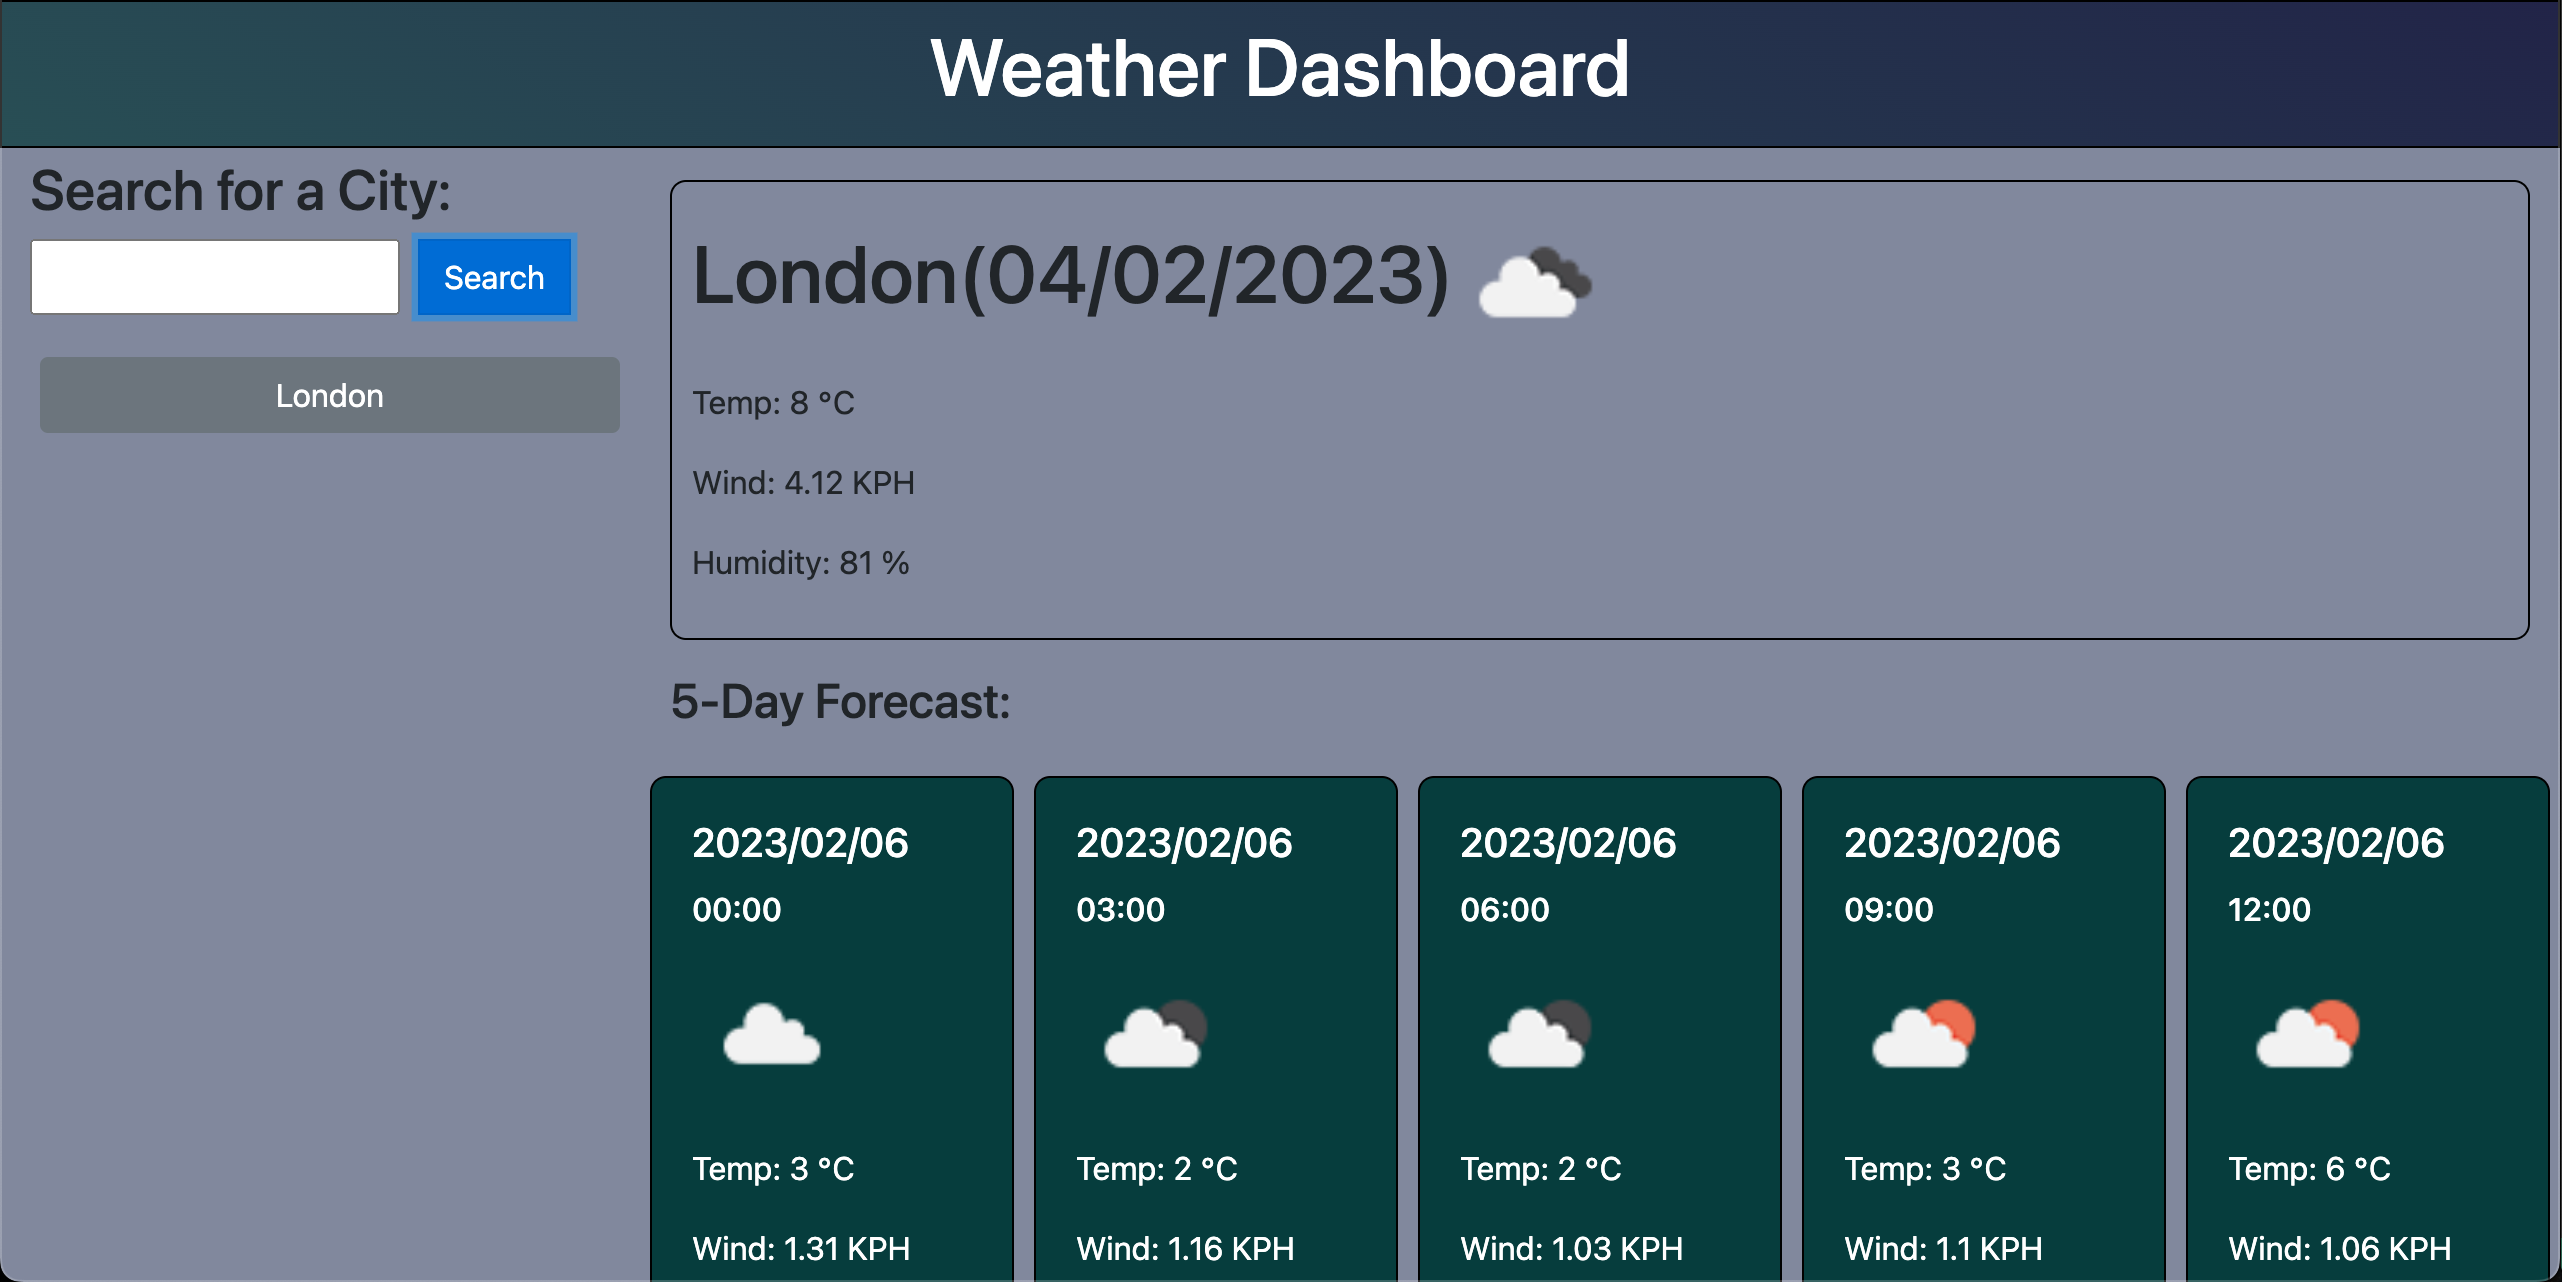 Weather Dashboard
Search for a City:
Search
London
London(04/02/2023)
Temp: 8 °C
Wind: 4.12 KPH
Humidity: 81 %
5-Day Forecast:
2023/02/06
00:00
Temp: 3 °C
Wind: 1.31 KPH
2023/02/06
03:00
Temp: 2 °C
Wind: 1.16 KPH
2023/02/06
06:00
Temp: 2 °C
Wind: 1.03 KPH
2023/02/06
09:00
Temp: 3 °C
Wind: 1.1 KPH
2023/02/06
12:00
Temp: 6 °C
Wind: 1.06 KPH